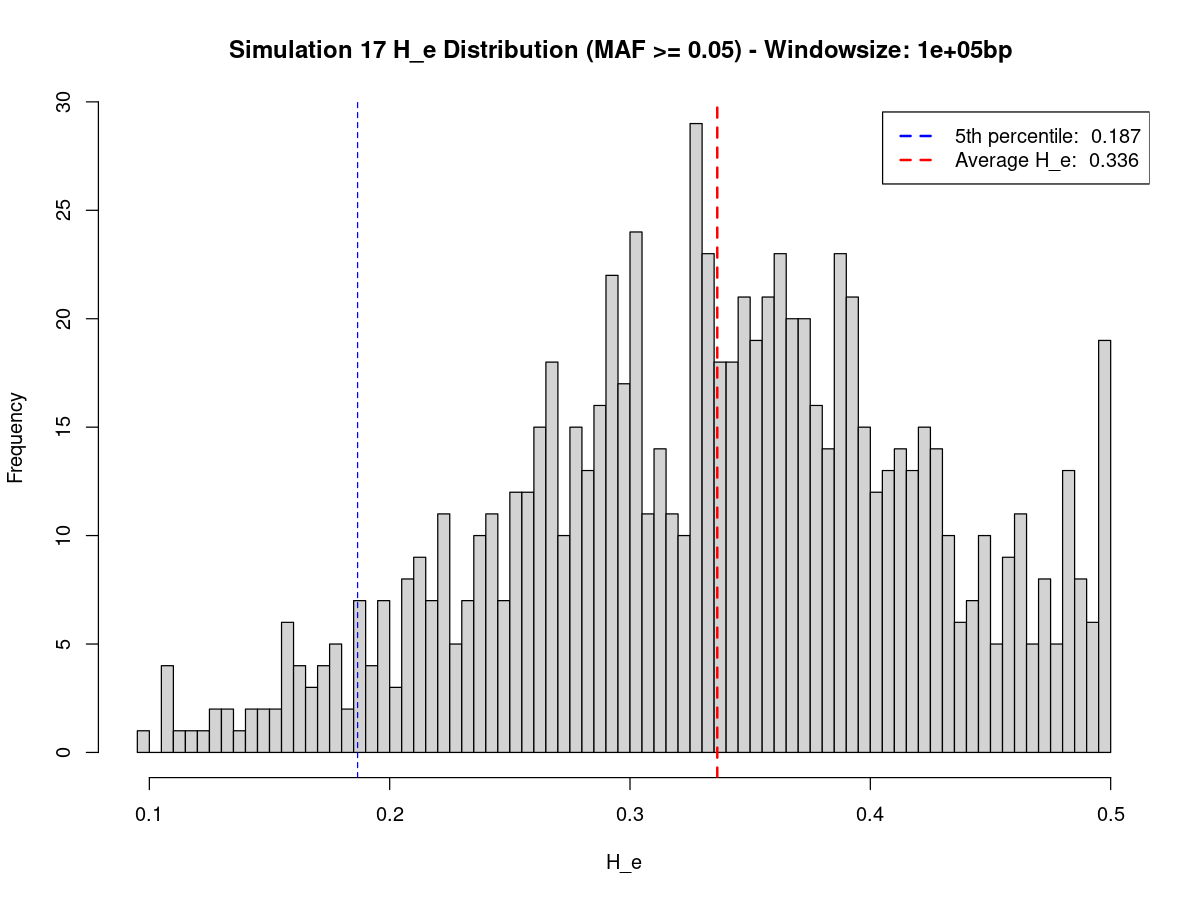 Simulation 17 H_e Distribution (MAF >= 0.05) - Windowsize: 1e+05bp
5th percentile: 0.187
Average H_e: 0.336
Frequency
30
25
20
15
10
5
0
0.1 0.2 0.3 0.4 0.5
H_e